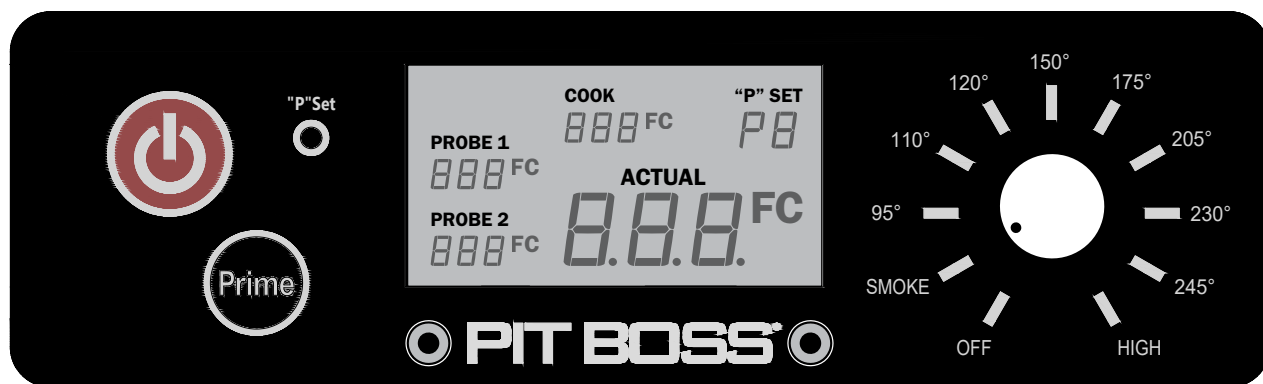 "P"Set
Prime
COOK
888 FC
"P" SET
P8
PROBE 1
888 FC
ACTUAL
8.8.8. FC
PROBE 2
888 FC
PIT BOSS®
OFF
SMOKE
95°
110°
120°
150°
175°
205°
230°
245°
HIGH